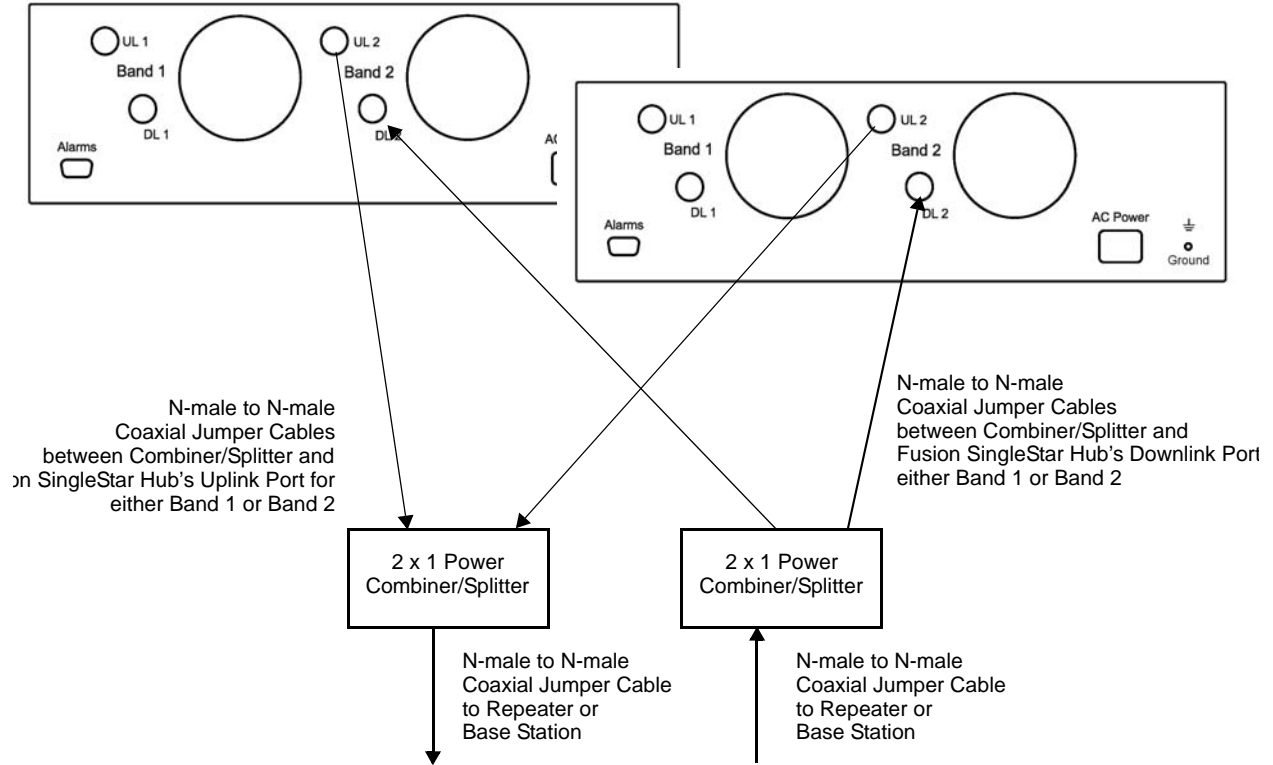 UL 1
UL 2
Band 1
Band 2
DL 1
Alarms
UL 1
UL 2
Band 1
Band 2
DL 1
DL 2
Alarms
AC Power
Ground
N-male to N-male
Coaxial Jumper Cables
between Combiner/Splitter and
SingleStar Hub's Uplink Port for
either Band 1 or Band 2
N-male to N-male
Coaxial Jumper Cables
between Combiner/Splitter and
Fusion SingleStar Hub's Downlink Port
either Band 1 or Band 2
2 x 1 Power
Combiner/Splitter
2 x 1 Power
Combiner/Splitter
N-male to N-male
Coaxial Jumper Cable
to Repeater or
Base Station
N-male to N-male
Coaxial Jumper Cable
to Repeater or
Base Station